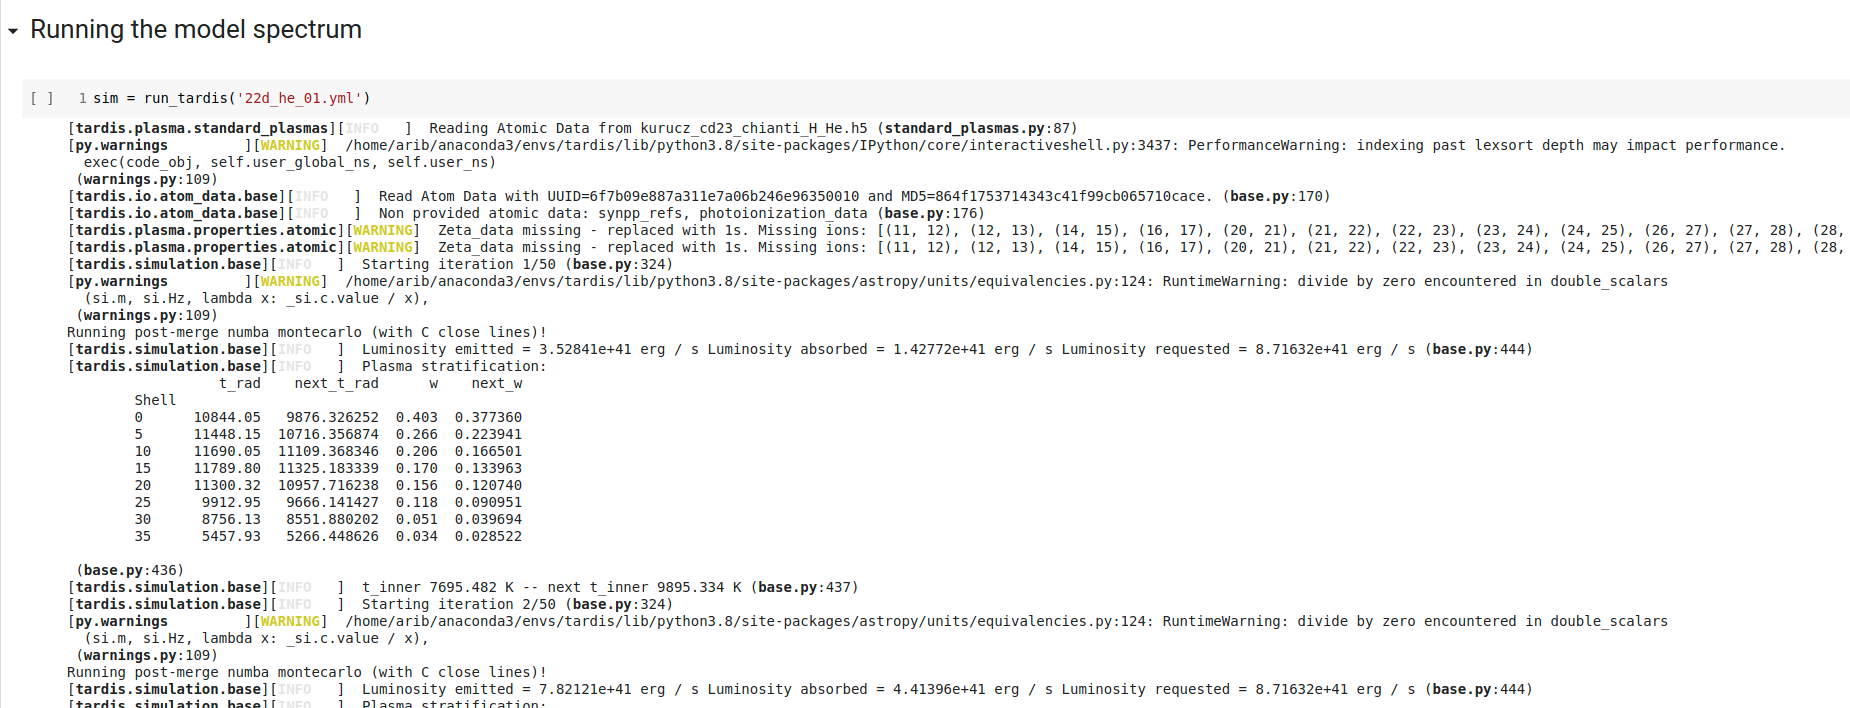 Running the model spectrum
[ ] 1 sim = run_tardis('22d_he_01.yml')
[tardis.plasma.standard_plasmas][INFO   ]  Reading Atomic Data from kurucz_cd23_chianti_H_He.h5 (standard_plasmas.py:87)
[py.warnings         ][WARNING]  /home/arib/anaconda3/envs/tardis/lib/python3.8/site-packages/IPython/core/interactiveshell.py:3437: PerformanceWarning: indexing past lexsort depth may impact performance.
  exec(code_obj, self.user_global_ns, self.user_ns)
 (warnings.py:109)
[tardis.io.atom_data.base][INFO   ]  Read Atom Data with UUID=6f7b09e887a311e7a06b246e96350010 and MD5=864f1753714343c41f99cb065710cace. (base.py:170)
[tardis.io.atom_data.base][INFO   ]  Non provided atomic data: synpp_refs, photoionization_data (base.py:176)
[tardis.plasma.properties.atomic][WARNING]  Zeta_data missing - replaced with 1s. Missing ions: [(11, 12), (12, 13), (14, 15), (16, 17), (20, 21), (21, 22), (22, 23), (23, 24), (24, 25), (26, 27), (27, 28), (28,
[tardis.plasma.properties.atomic][WARNING]  Zeta_data missing - replaced with 1s. Missing ions: [(11, 12), (12, 13), (14, 15), (16, 17), (20, 21), (21, 22), (22, 23), (23, 24), (24, 25), (26, 27), (27, 28), (28,
[tardis.simulation.base][INFO   ]  Starting iteration 1/50 (base.py:324)
[py.warnings         ][WARNING]  /home/arib/anaconda3/envs/tardis/lib/python3.8/site-packages/astropy/units/equivalencies.py:124: RuntimeWarning: divide by zero encountered in double_scalars
  (si.m, si.Hz, lambda x: _si.c.value / x),
 (warnings.py:109)
Running post-merge numba montecarlo (with C close lines)!
[tardis.simulation.base][INFO   ]  Luminosity emitted = 3.52841e+41 erg / s Luminosity absorbed = 1.42772e+41 erg / s Luminosity requested = 8.71632e+41 erg / s (base.py:444)
[tardis.simulation.base][INFO   ]  Plasma stratification:
t_rad    next_t_rad      w    next_w
Shell
0      10844.05   9876.326252  0.403  0.377360
5      11448.15  10716.356874  0.266  0.223941
10     11690.05  11109.368346  0.206  0.166501
15     11789.80  11325.183339  0.170  0.133963
20     11300.32  10957.716238  0.156  0.120740
25      9912.95   9666.141427  0.118  0.090951
30      8756.13   8551.880202  0.051  0.039694
35      5457.93   5266.448626  0.034  0.028522
 (base.py:436)
[tardis.simulation.base][INFO   ]  t_inner 7695.482 K -- next t_inner 9895.334 K (base.py:437)
[tardis.simulation.base][INFO   ]  Starting iteration 2/50 (base.py:324)
[py.warnings         ][WARNING]  /home/arib/anaconda3/envs/tardis/lib/python3.8/site-packages/astropy/units/equivalencies.py:124: RuntimeWarning: divide by zero encountered in double_scalars
  (si.m, si.Hz, lambda x: _si.c.value / x),
 (warnings.py:109)
Running post-merge numba montecarlo (with C close lines)!
[tardis.simulation.base][INFO   ]  Luminosity emitted = 7.82121e+41 erg / s Luminosity absorbed = 4.41396e+41 erg / s Luminosity requested = 8.71632e+41 erg / s (base.py:444)
[tardis.simulation.base][INFO   ]  Plasma stratification: